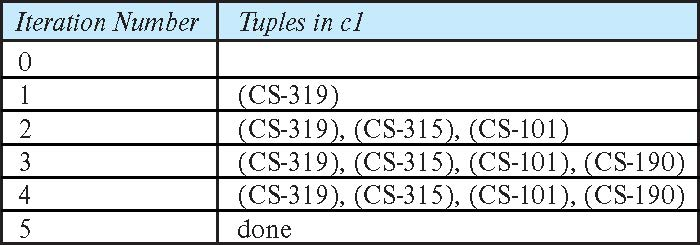 Iteration Number Tuples in c1
0
1 (CS-319)
2 (CS-319), (CS-315), (CS-101)
3 (CS-319), (CS-315), (CS-101), (CS-190)
4 (CS-319), (CS-315), (CS-101), (CS-190)
5 done